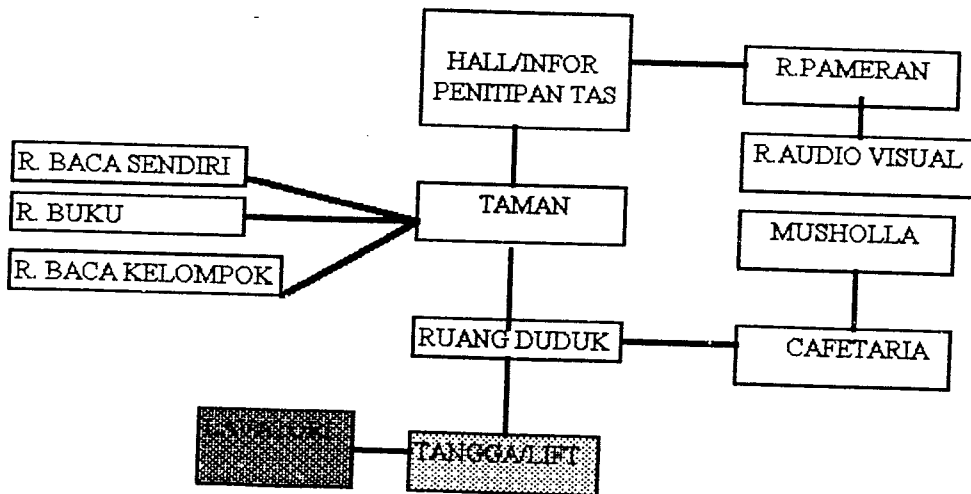 HALL/INFOR
PENITIPAN TAS
R.PAMERAN
R. BACA SENDIRI
R.AUDIO VISUAL
R. BUKU
TAMAN
MUSHOLLA
R. BACA KELOMPOK
RUANG DUDUK
CAFETARIA
TANGGA/LIFT